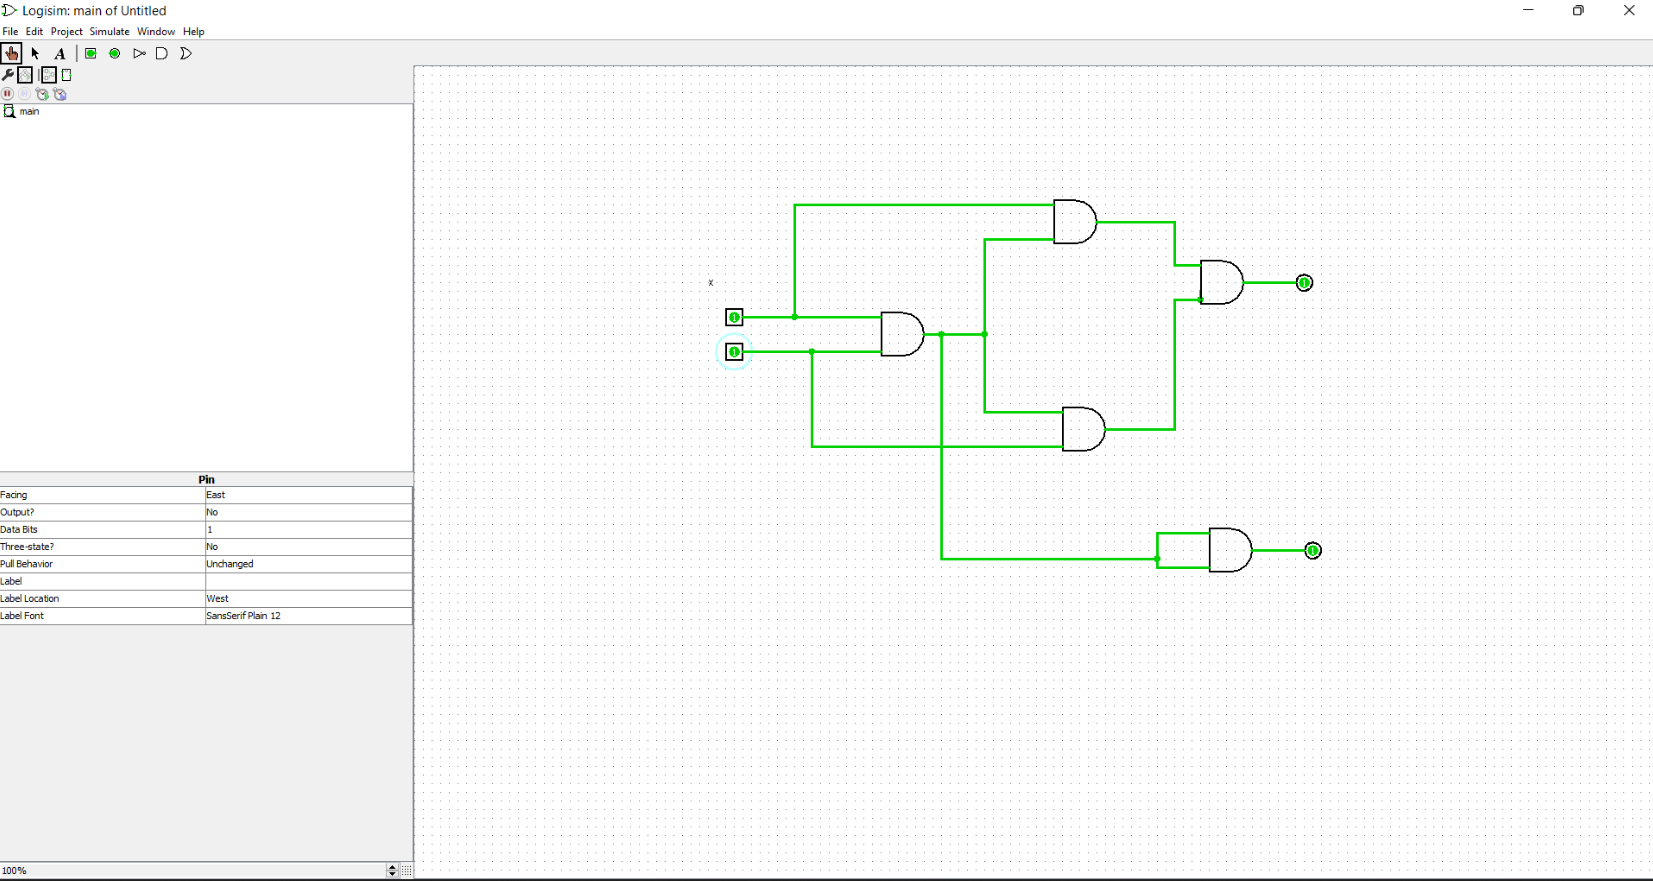 Logisim: main of Untitled
File Edit Project Simulate Window Help
A
main
Pin
Facing East
Output? No
Data Bits 1
Three-state? No
Pull Behavior Unchanged
Label
Label Location West
Label Font SansSerif Plain 12
100%
x
1
1
1
1